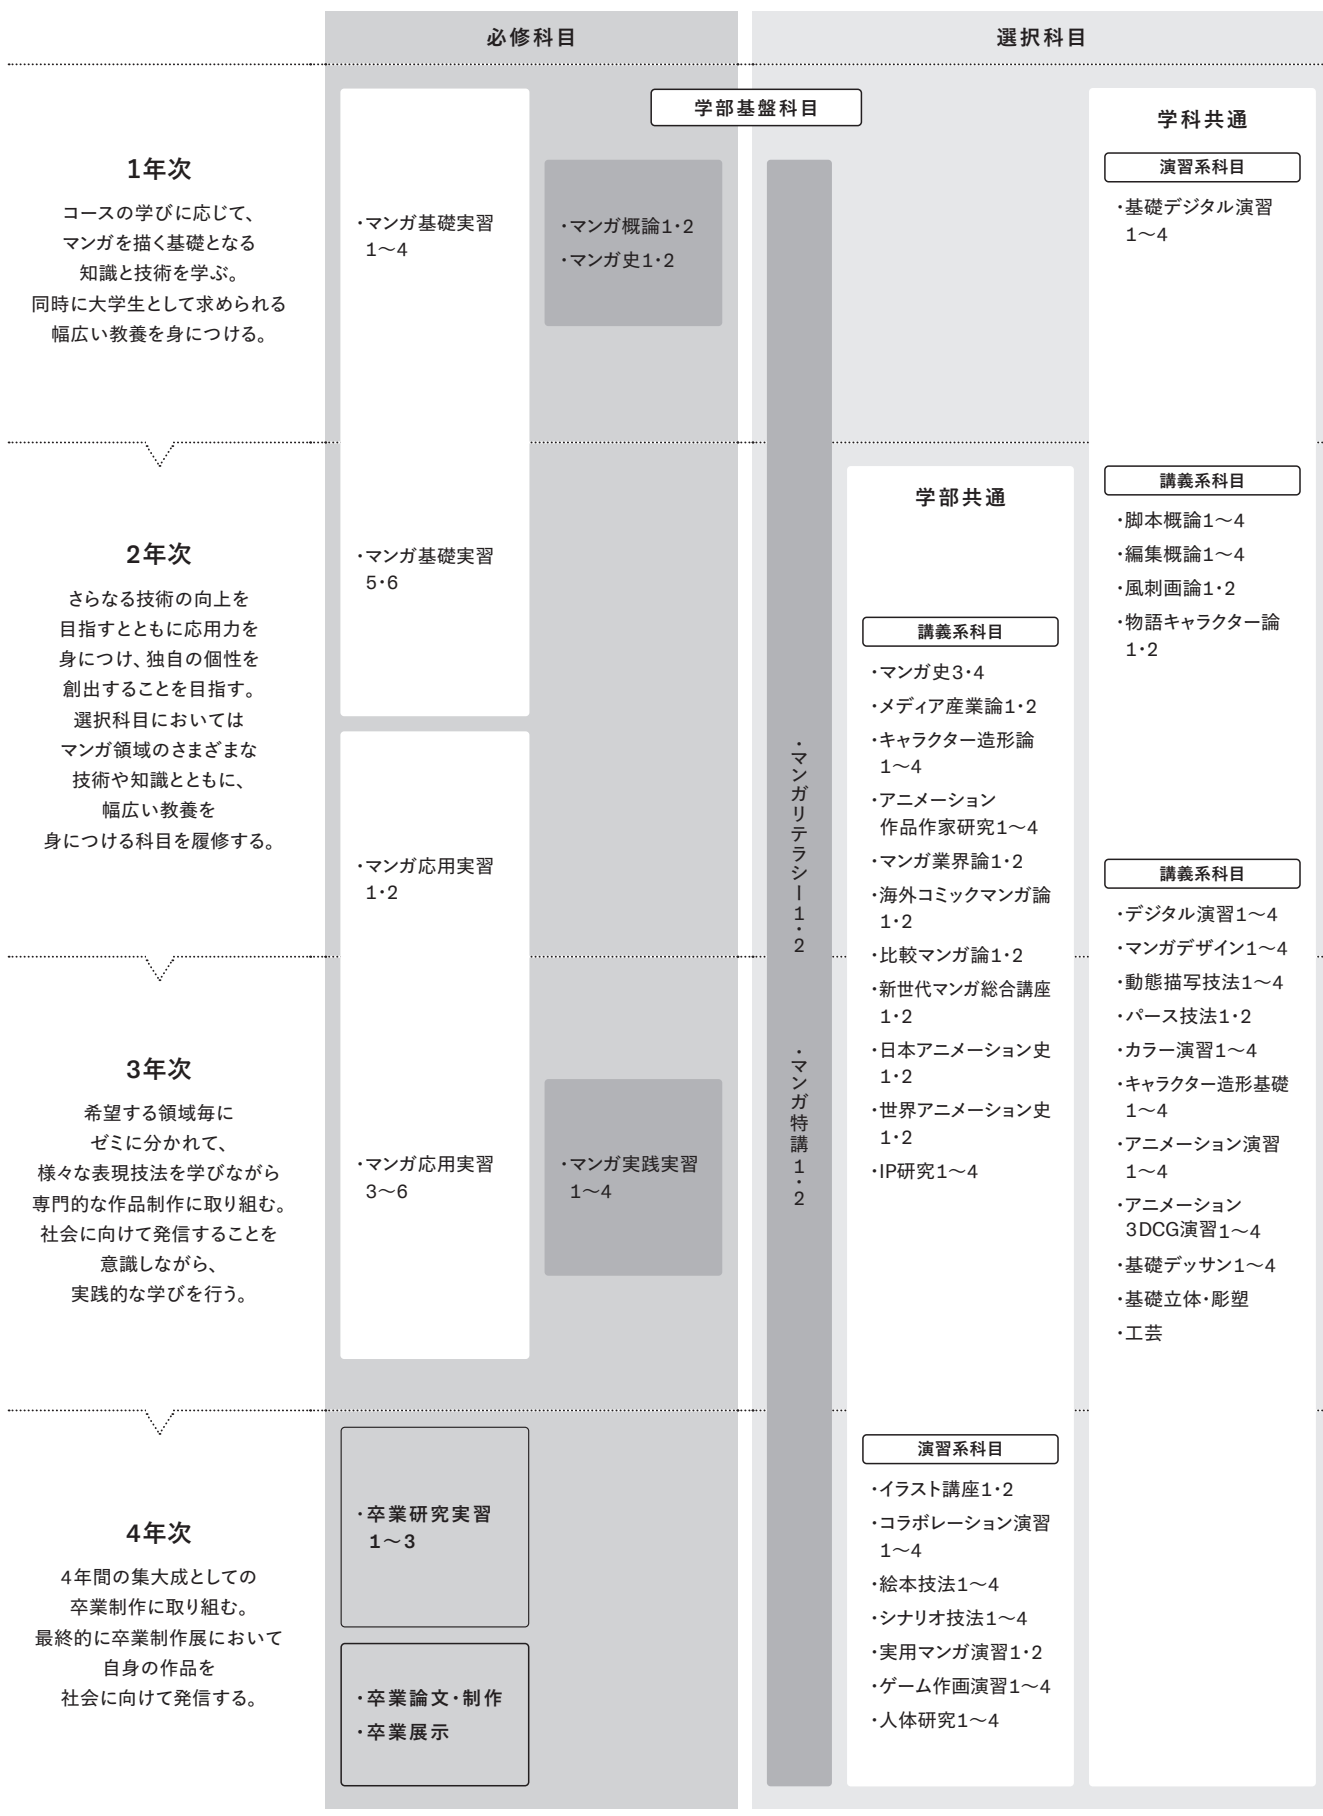 必修科目
選択科目
学部基盤科目
1年次
コースの学びに応じて、
マンガを描く基礎となる
知識と技術を学ぶ。
同時に大学生として求められる
幅広い教養を身につける。
・マンガ基礎実習
1〜4
・マンガ概論1・2
・マンガ史1・2
学科共通
演習系科目
・基礎デジタル演習
1〜4
2年次
さらなる技術の向上を
目指すとともに応用力を
身につけ、独自の個性を
創出することを目指す。
選択科目においては
マンガ領域のさまざまな
技術や知識とともに、
幅広い教養を
身につける科目を履修する。
・マンガ基礎実習
5・6
・マンガ応用実習
1・2
・マンガリテラシー1・2
・マンガ特講1・2
学部共通
講義系科目
・マンガ史3・4
・メディア産業論1・2
・キャラクター造形論
1〜4
・アニメーション
作品作家研究1〜4
・マンガ業界論1・2
・海外コミックマンガ論
1・2
・比較マンガ論1・2
・新世代マンガ総合講座
1・2
・日本アニメーション史
1・2
・世界アニメーション史
1・2
・IP研究1〜4
講義系科目
・脚本概論1〜4
・編集概論1〜4
・風刺画論1・2
・物語キャラクター論
1・2
講義系科目
・デジタル演習1〜4
・マンガデザイン1〜4
・動態描写技法1〜4
・パース技法1・2
・カラー演習1〜4
・キャラクター造形基礎
1〜4
・アニメーション演習
1〜4
・アニメーション
3DCG演習1〜4
・基礎デッサン1〜4
・基礎立体・彫塑
・工芸
3年次
希望する領域毎に
ゼミに分かれて、
様々な表現技法を学びながら
専門的な作品制作に取り組む。
社会に向けて発信することを
意識しながら、
実践的な学びを行う。
・マンガ応用実習
3〜6
・マンガ実践実習
1〜4
4年次
4年間の集大成としての
卒業制作に取り組む。
最終的に卒業制作展において
自身の作品を
社会に向けて発信する。
・卒業研究実習
1〜3
・卒業論文・制作
・卒業展示
演習系科目
・イラスト講座1・2
・コラボレーション演習
1〜4
・絵本技法1〜4
・シナリオ技法1〜4
・実用マンガ演習1・2
・ゲーム作画演習1〜4
・人体研究1〜4